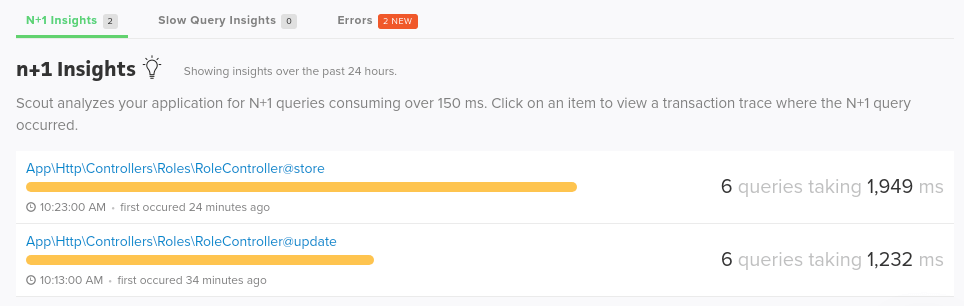 N+1 Insights 2 Slow Query Insights 0 Errors 2 NEW
n+1 Insights Showing insights over the past 24 hours.
Scout analyzes your application for N+1 queries consuming over 150 ms. Click on an item to view a transaction trace where the N+1 query
occurred.
App\Http\Controllers\Roles\RoleController@store
6 queries taking 1,949 ms
10:23:00 AM • first occured 24 minutes ago
App\Http\Controllers\Roles\RoleController@update
6 queries taking 1,232 ms
10:13:00 AM • first occured 34 minutes ago